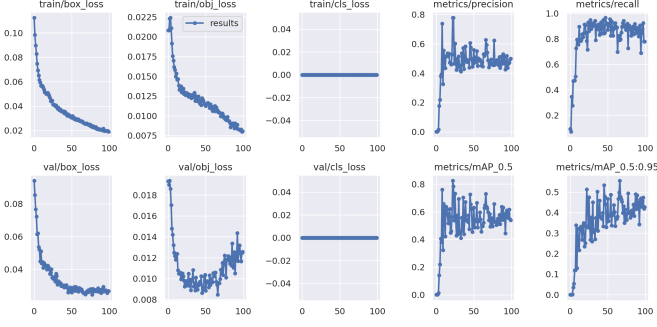 train/box_loss
train/obj_loss
train/cls_loss
metrics/precision
metrics/recall
0.10
0.08
0.06
0.04
0.02
0 50 100
0.0225
0.0200
0.0175
0.0150
0.0125
0.0100
0.0075
results
0 50 100
0.04
0.02
0.00
−0.02
−0.04
0 50 100
0.8
0.6
0.4
0.2
0.0
0 50 100
1.0
0.8
0.6
0.4
0.2
0 50 100
val/box_loss
val/obj_loss
val/cls_loss
metrics/mAP_0.5
metrics/mAP_0.5:0.95
0.08
0.06
0.04
0 50 100
0.018
0.016
0.014
0.012
0.010
0.008
0 50 100
0.04
0.02
0.00
−0.02
−0.04
0 50 100
0.8
0.6
0.4
0.2
0.0
0 50 100
0.5
0.4
0.3
0.2
0.1
0.0
0 50 100